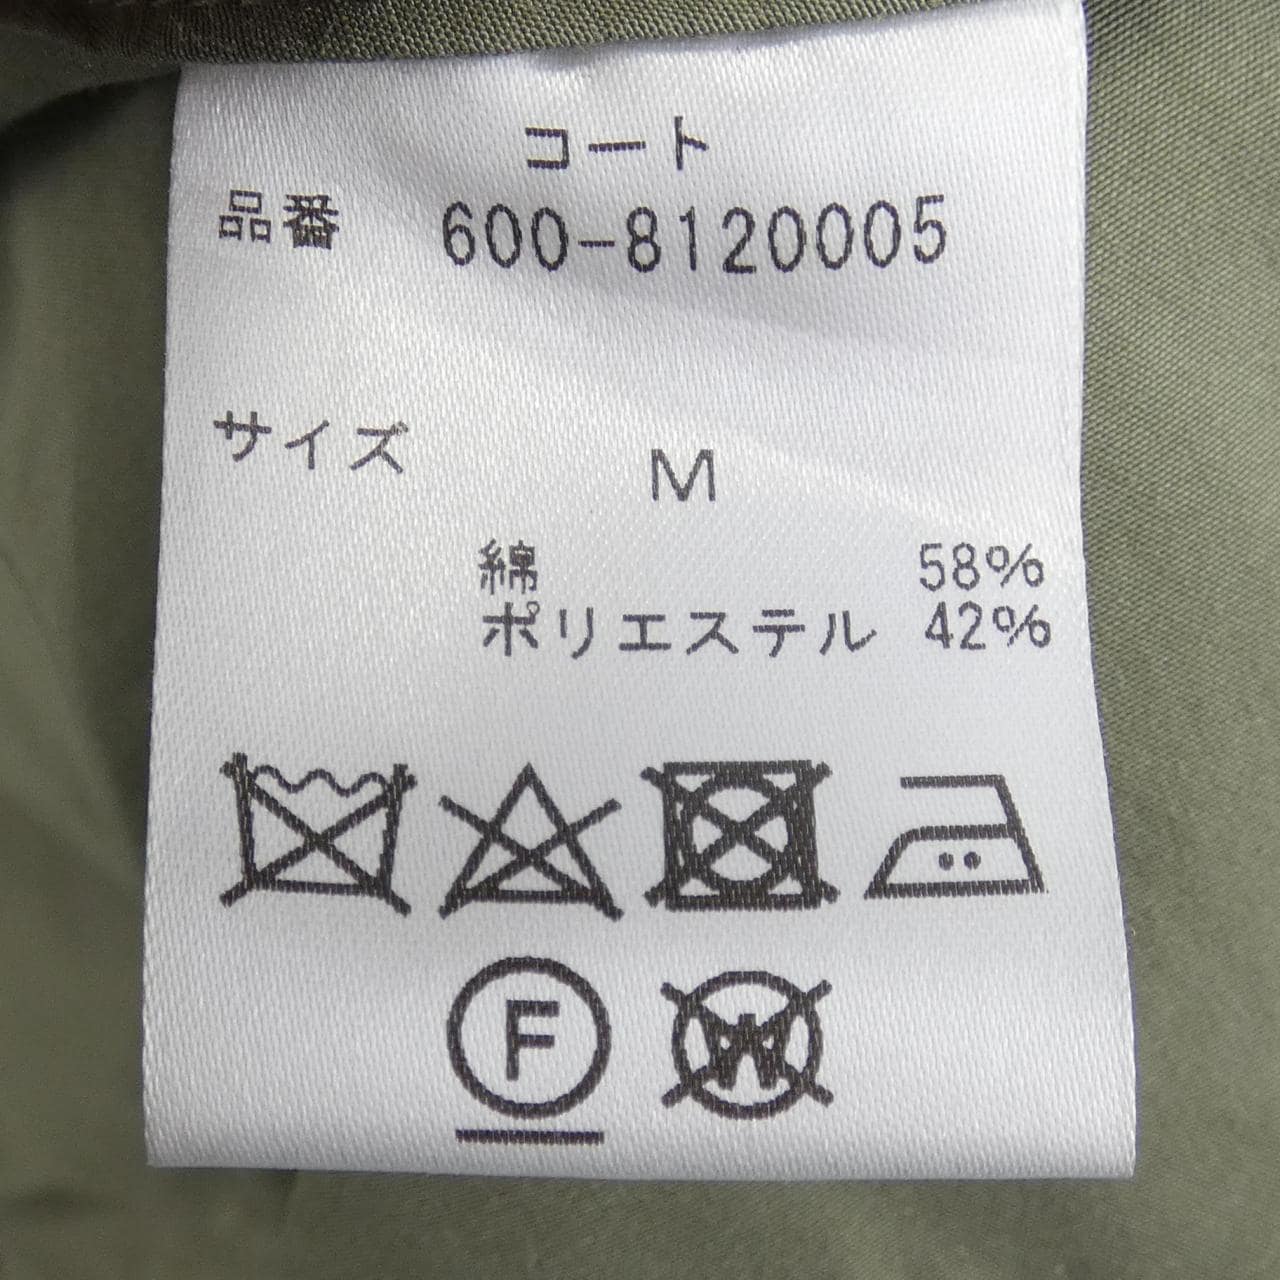 コート
品番 600-8120005
サイズ M
綿 58%
ポリエステル 42%
F W